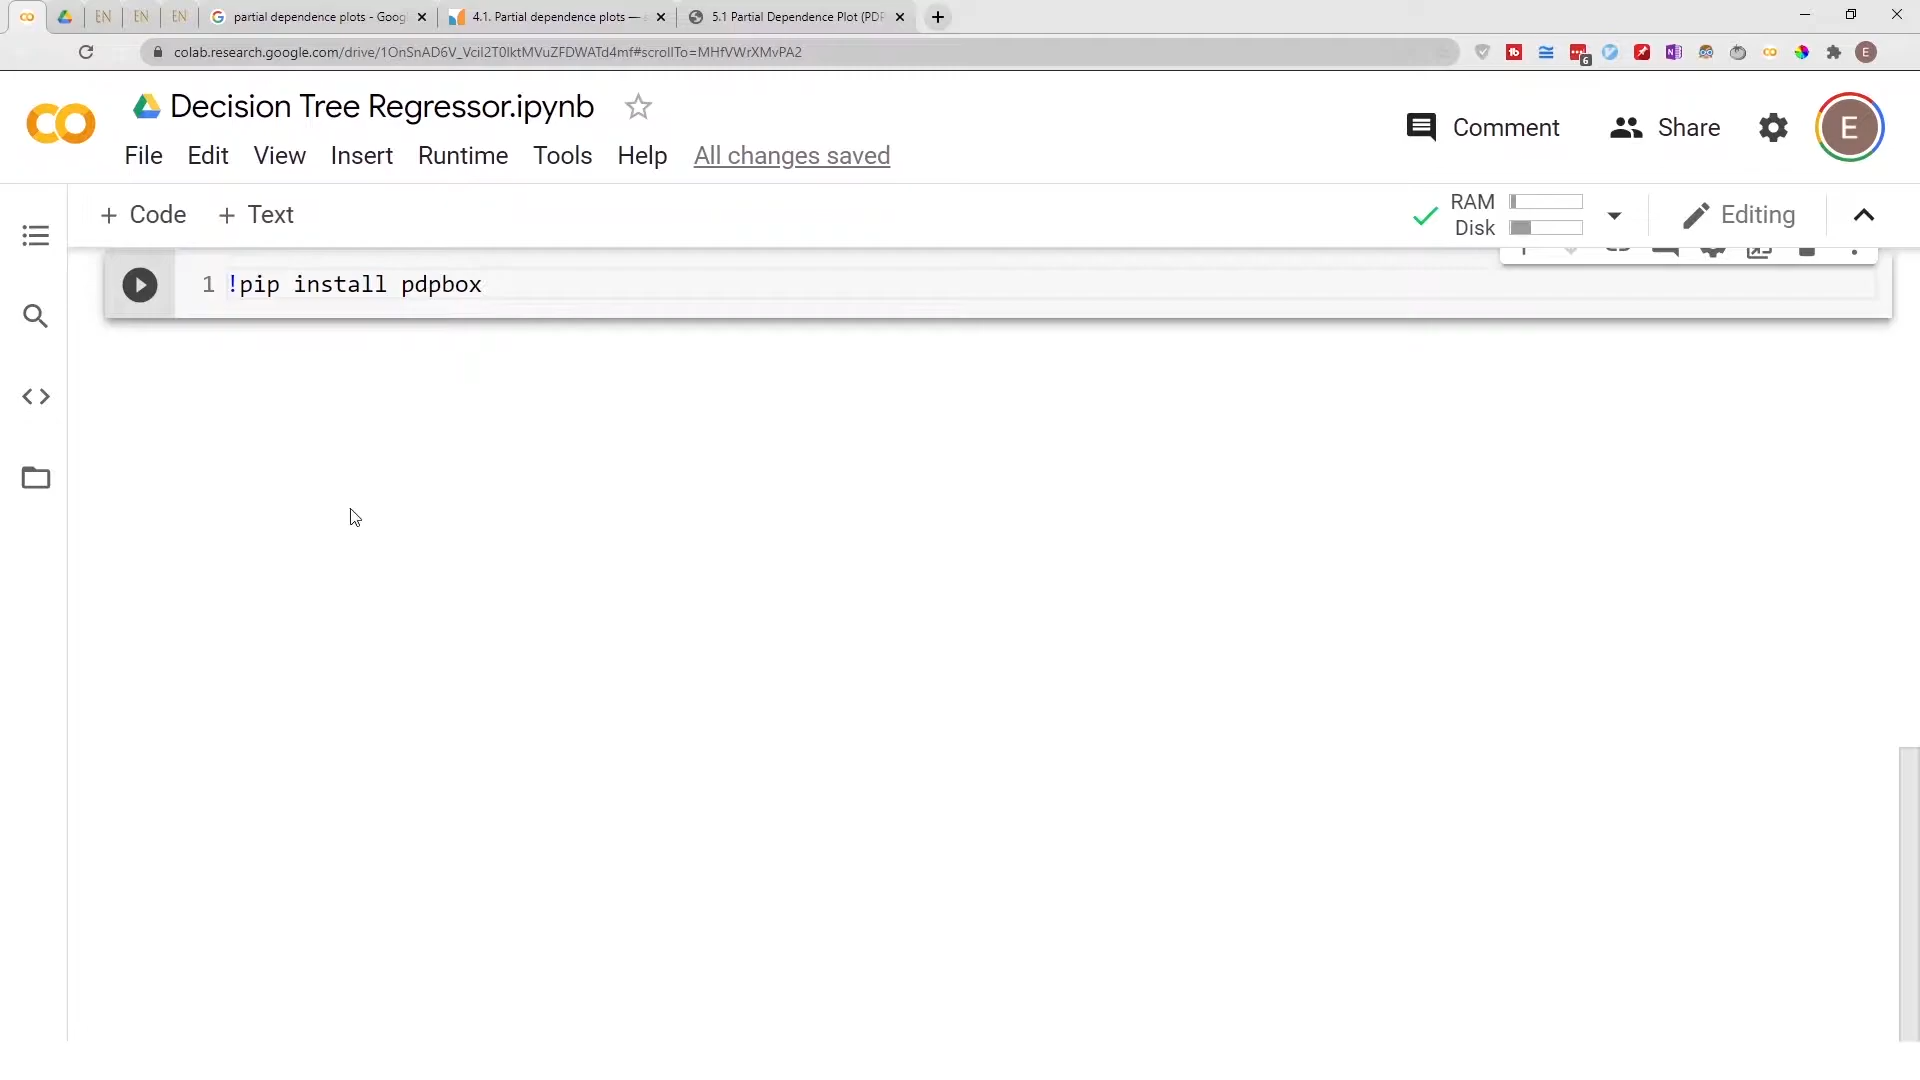 EN
EN
EN
partial dependence plots - Goog
4.1. Partial dependence plots —
5.1 Partial Dependence Plot (PDP
colab.research.google.com/drive/1OnSnAD6V_Vcil2T0lktMVuZFDWATd4mf#scrollTo=MHfVWrXMvPA2
6
E
Decision Tree Regressor.ipynb
Comment
Share
E
File Edit View Insert Runtime Tools Help All changes saved
+ Code + Text
RAM
Disk
Editing
1 !pip install pdpbox